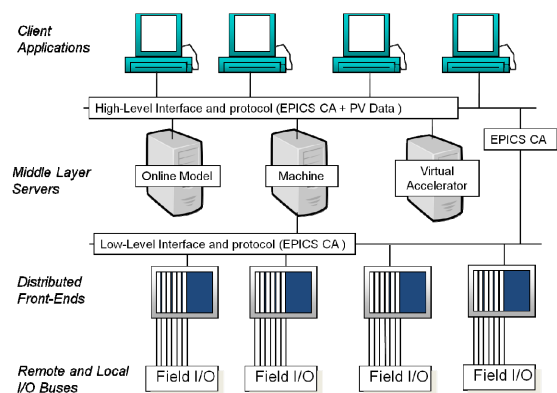 Client
Applications
High-Level Interface and protocol (EPICS CA + PV Data )
EPICS CA
Middle Layer
Servers
Online Model
Machine
Virtual
Accelerator
Low-Level Interface and protocol (EPICS CA )
Distributed
Front-Ends
Remote and Local
I/O Buses
Field I/O
Field I/O
Field I/O
Field I/O